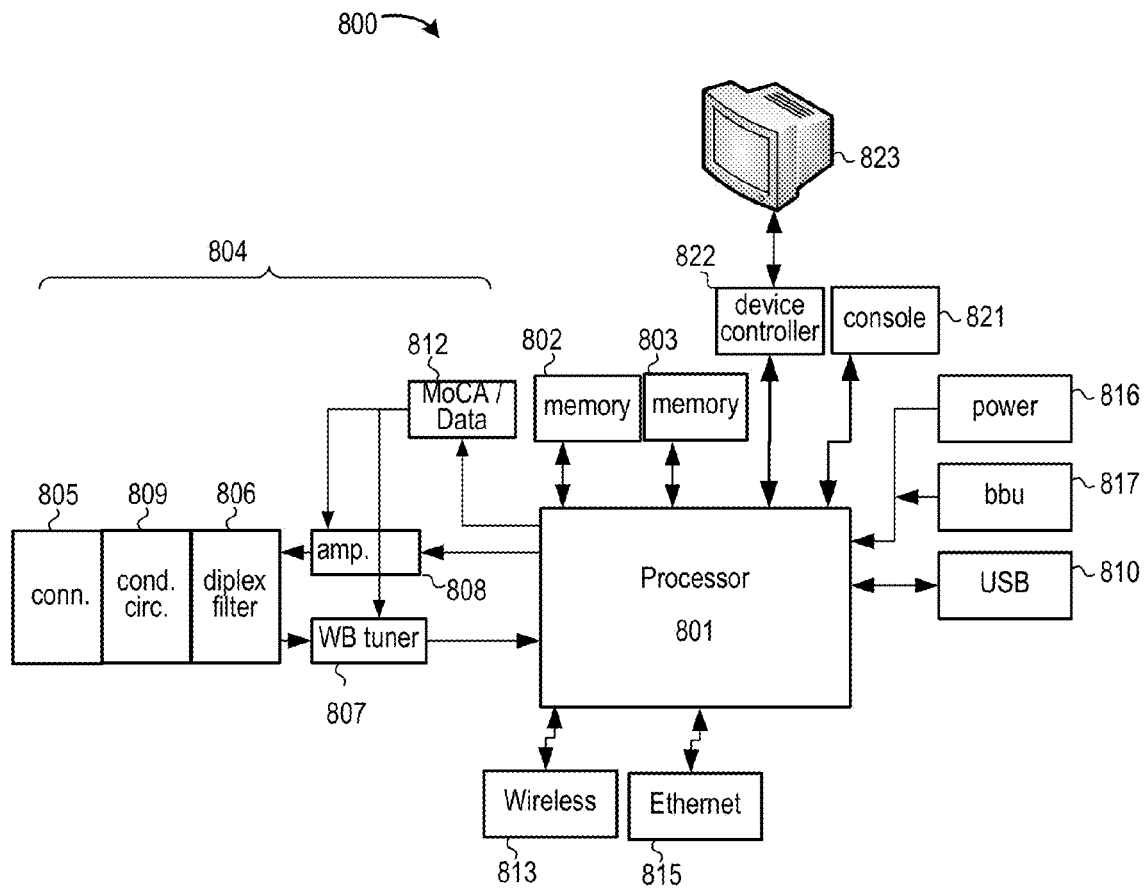 800
823
804
822
device
controller
console
821
812
802
803
MoCA /
Data
memory
memory
power
816
bbu
817
USB
810
805
809
806
conn.
cond.
circ.
diplex
filter
amp.
808
WB tuner
807
Processor
801
Wireless
813
Ethernet
815